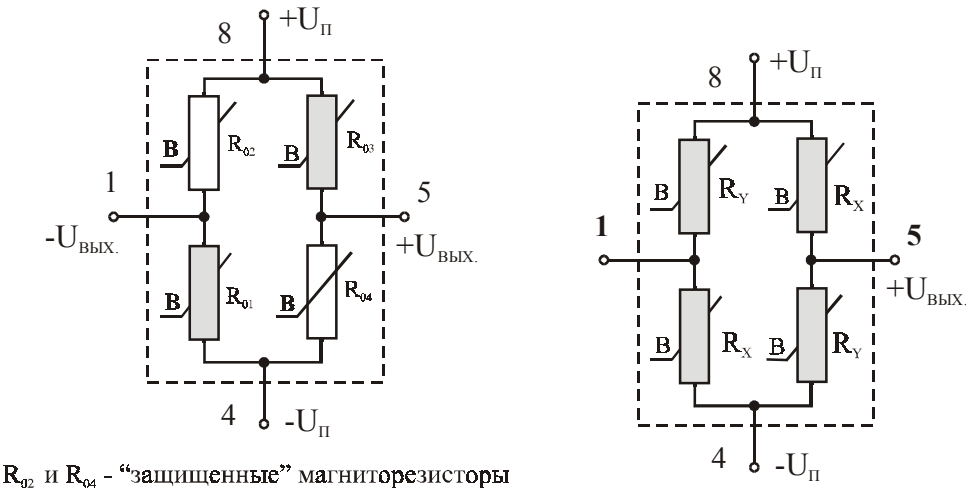 8
+Uп
B
R02
B
R03
1
5
-Uвых.
+Uвых.
B
R01
B
R04
4
-Uп
R02 и R04 - “защищенные” магниторезисторы
8
+Uп
B
RY
B
RX
1
5
+Uвых.
B
RX
B
RY
4
-Uп